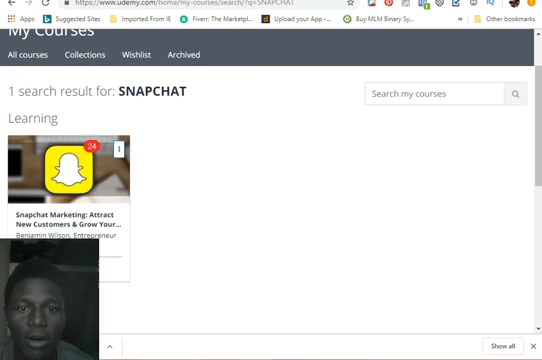 https://www.udemy.com/home/my-courses/search/?q=SNAPCHAT
Apps Suggested Sites Imported From IE Fiverr: The Marketpl Upload your App - M Buy MLM Binary Sy Other bookmarks
My Courses
All courses Collections Wishlist Archived
1 search result for: SNAPCHAT
Search my courses
Learning
24
Snapchat Marketing: Attract
New Customers & Grow Your...
Benjamin Wilson, Entrepreneur
Show all